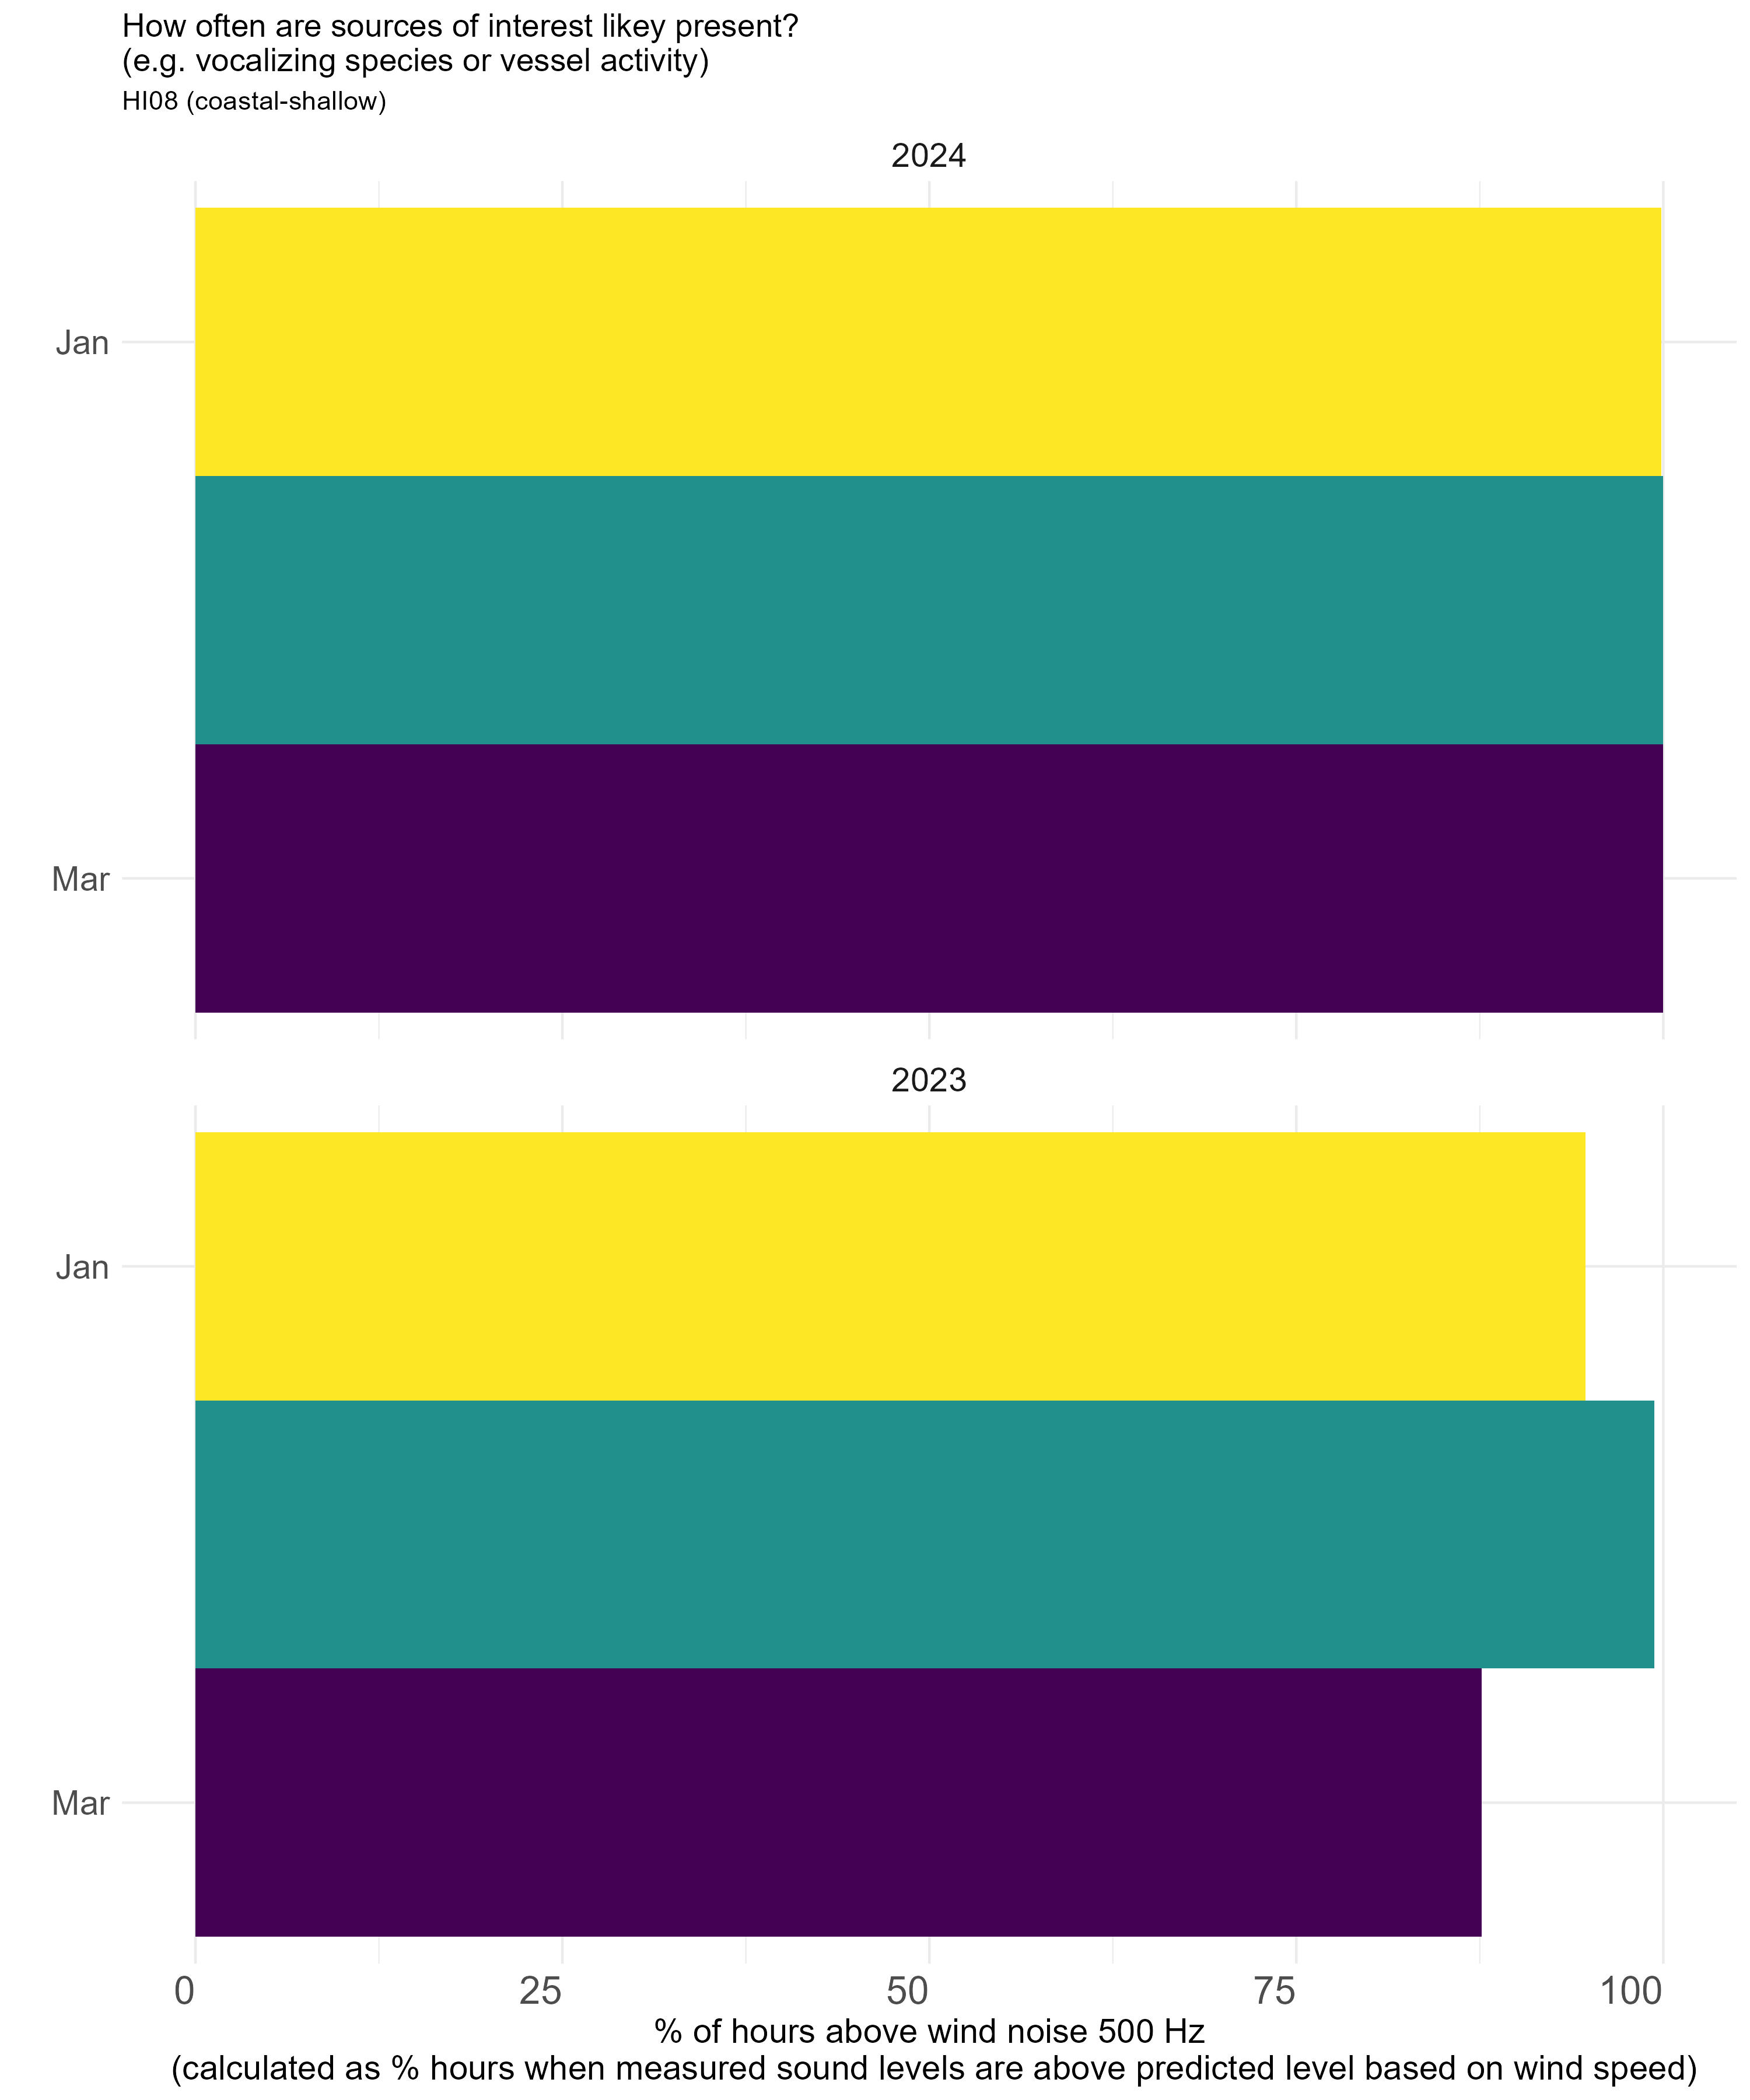 How often are sources of interest likey present?
(e.g. vocalizing species or vessel activity)
HI08 (coastal-shallow)
2024
Jan
Mar
2023
Jan
Mar
0 25 50 75 100
% of hours above wind noise 500 Hz
(calculated as % hours when measured sound levels are above predicted level based on wind speed)